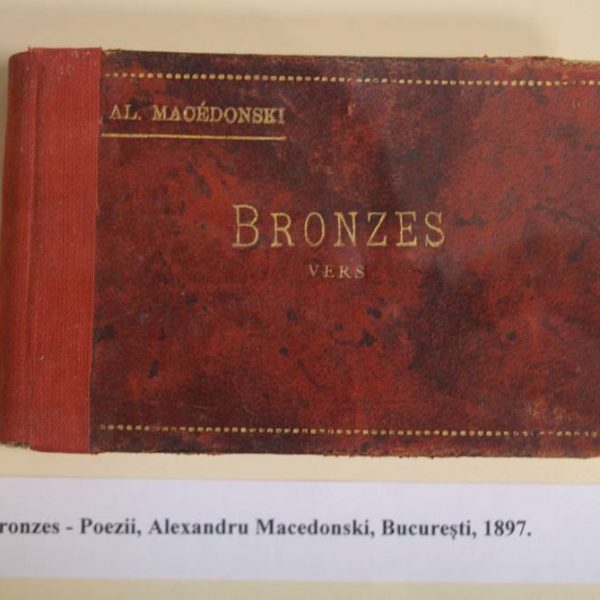 AL. MACÉDONSKI
BRONZES
VERS
ronzes - Poezii, Alexandru Macedonski, București, 1897.